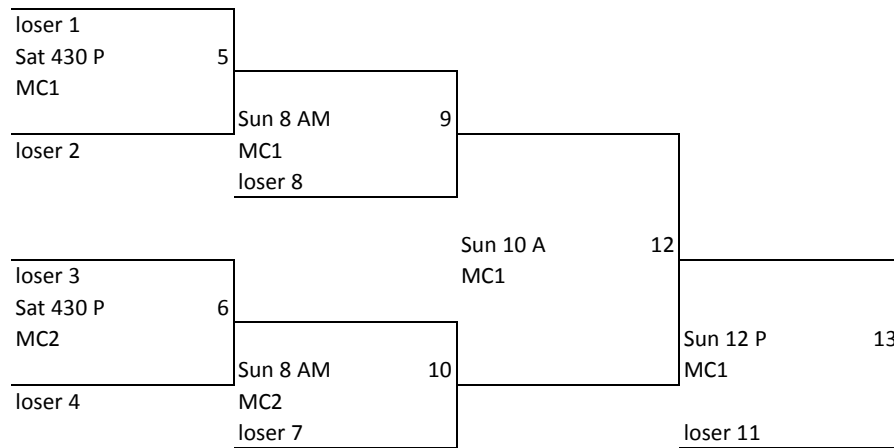 loser 1
Sat 430 P 5
MC1
Sun 8 AM 9
loser 2
MC1
loser 8
Sun 10 A 12
loser 3
MC1
Sat 430 P 6
MC2
Sun 12 P 13
Sun 8 AM 10
MC1
loser 4
MC2
loser 7
loser 11